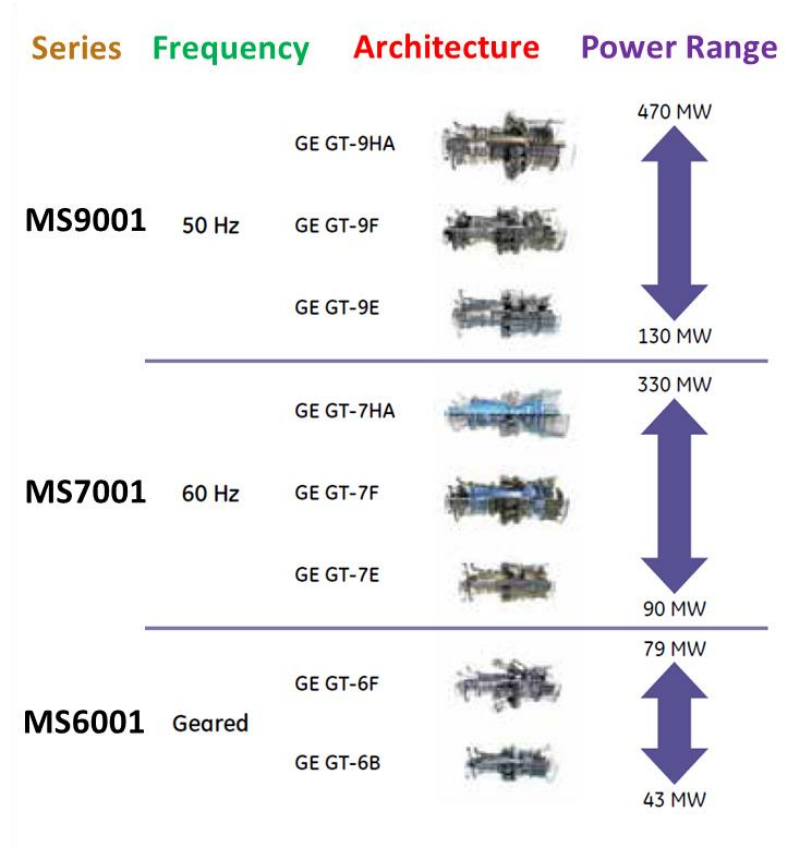 Series Frequency Architecture Power Range
470 MW
GE GT-9HA
MS9001 50 Hz GE GT-9F
GE GT-9E
130 MW
330 MW
GE GT-7HA
MS7001 60 Hz GE GT-7F
GE GT-7E
90 MW
79 MW
GE GT-6F
MS6001 Geared
GE GT-6B
43 MW